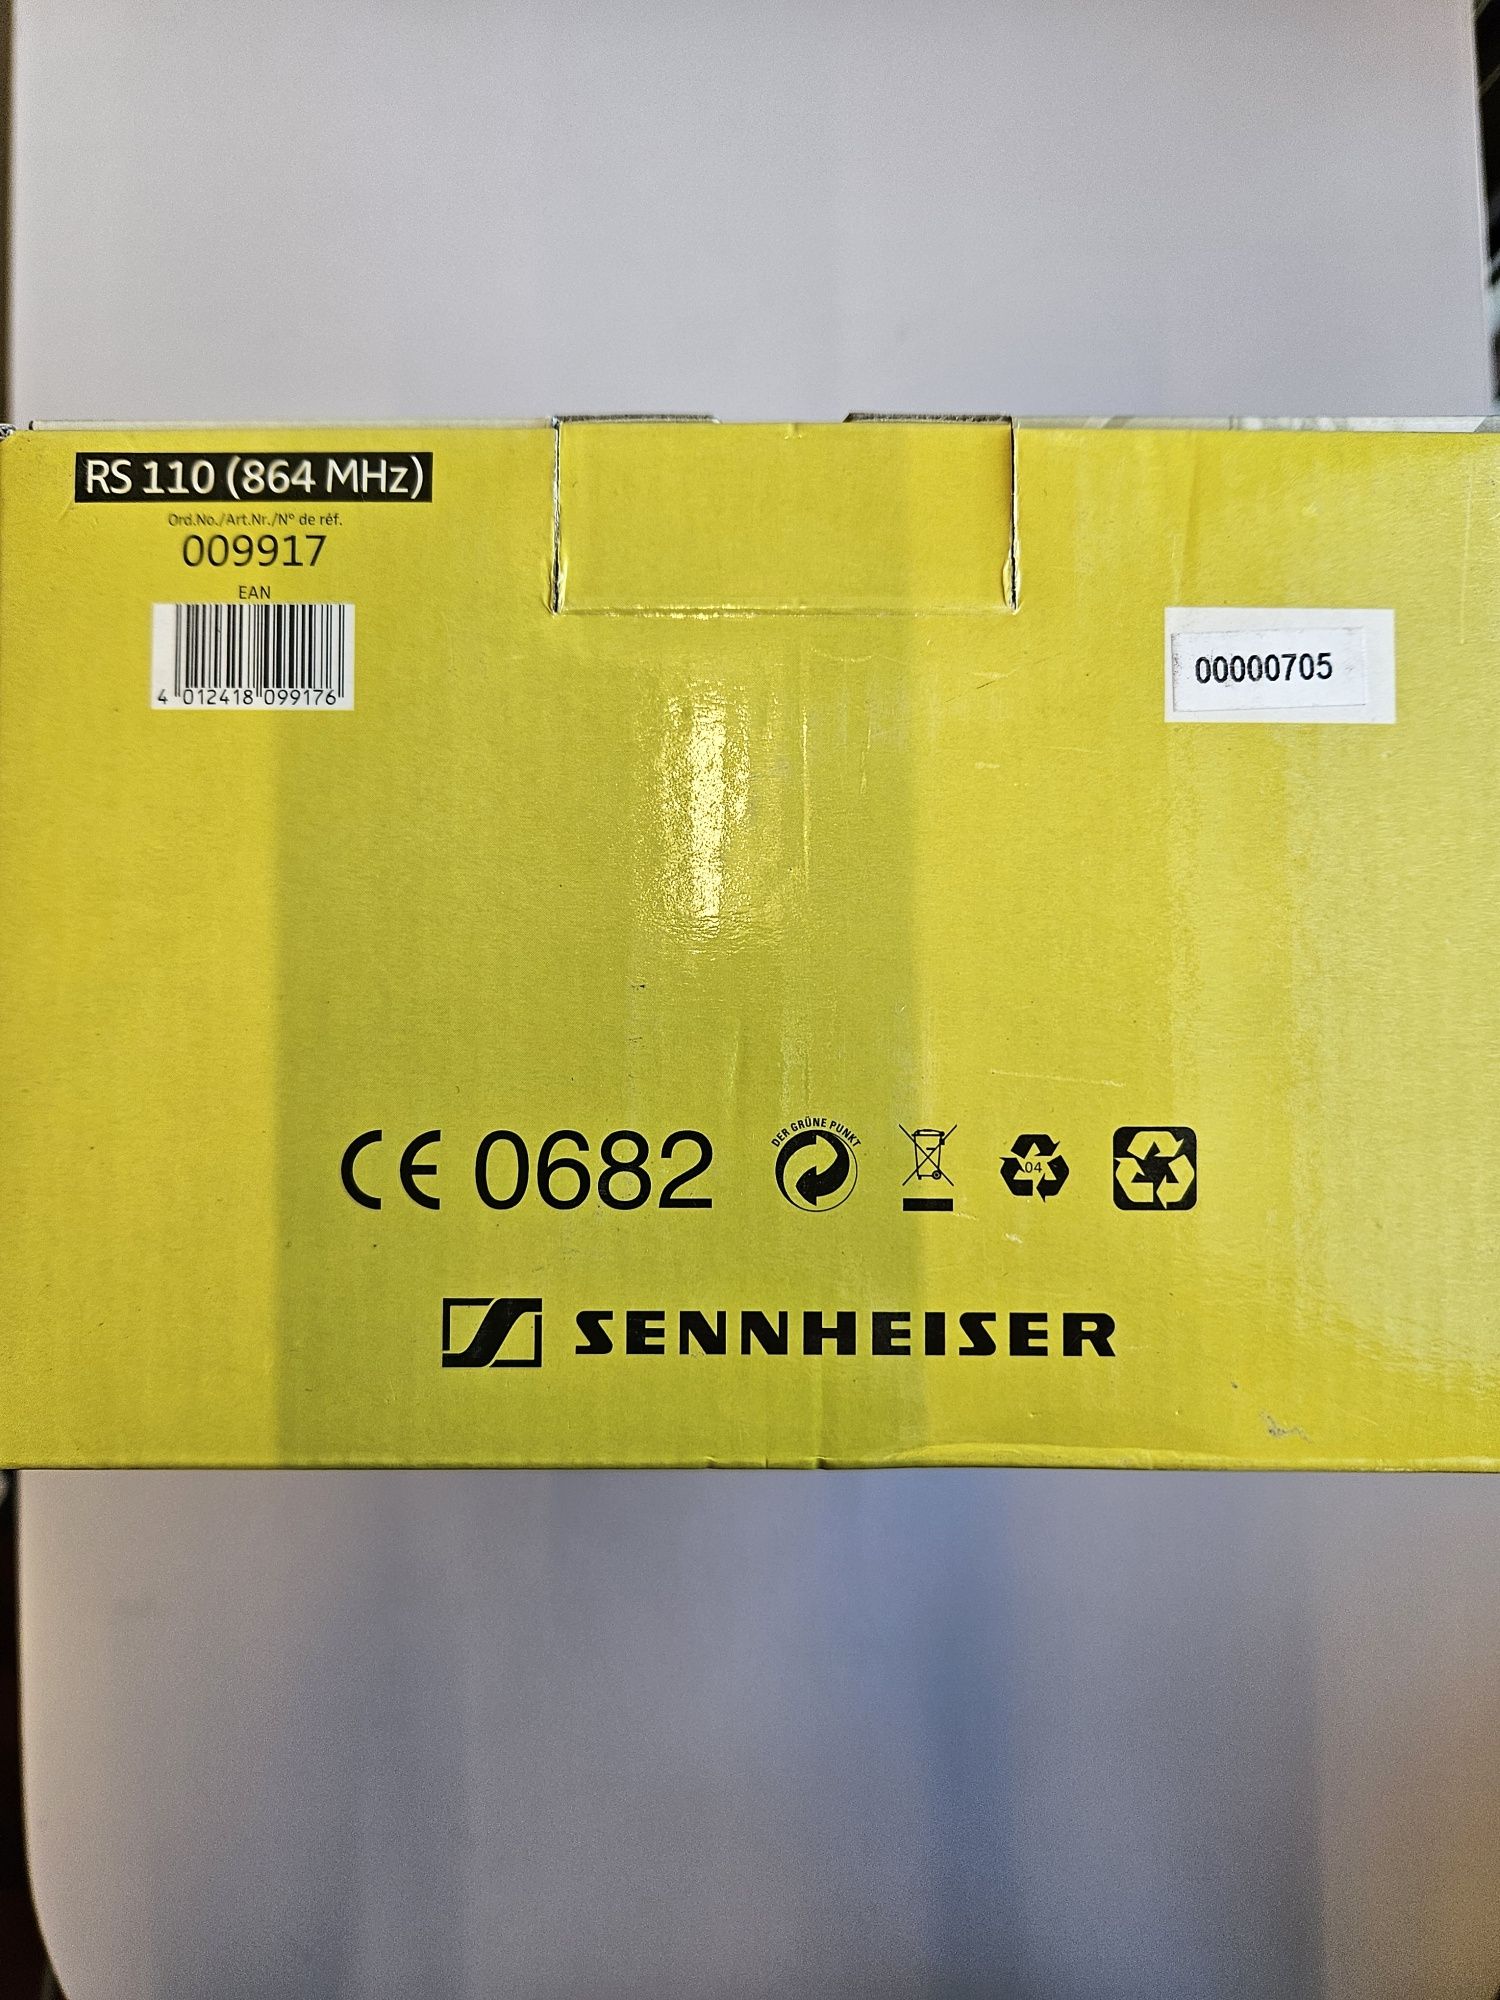 RS 110 (864 MHz)
Ord.No./Art.Nr./N° de réf.
009917
EAN
4 012418 099176
00000705
CE 0682
DER GRÜNE PUNKT
04
SENNHEISER